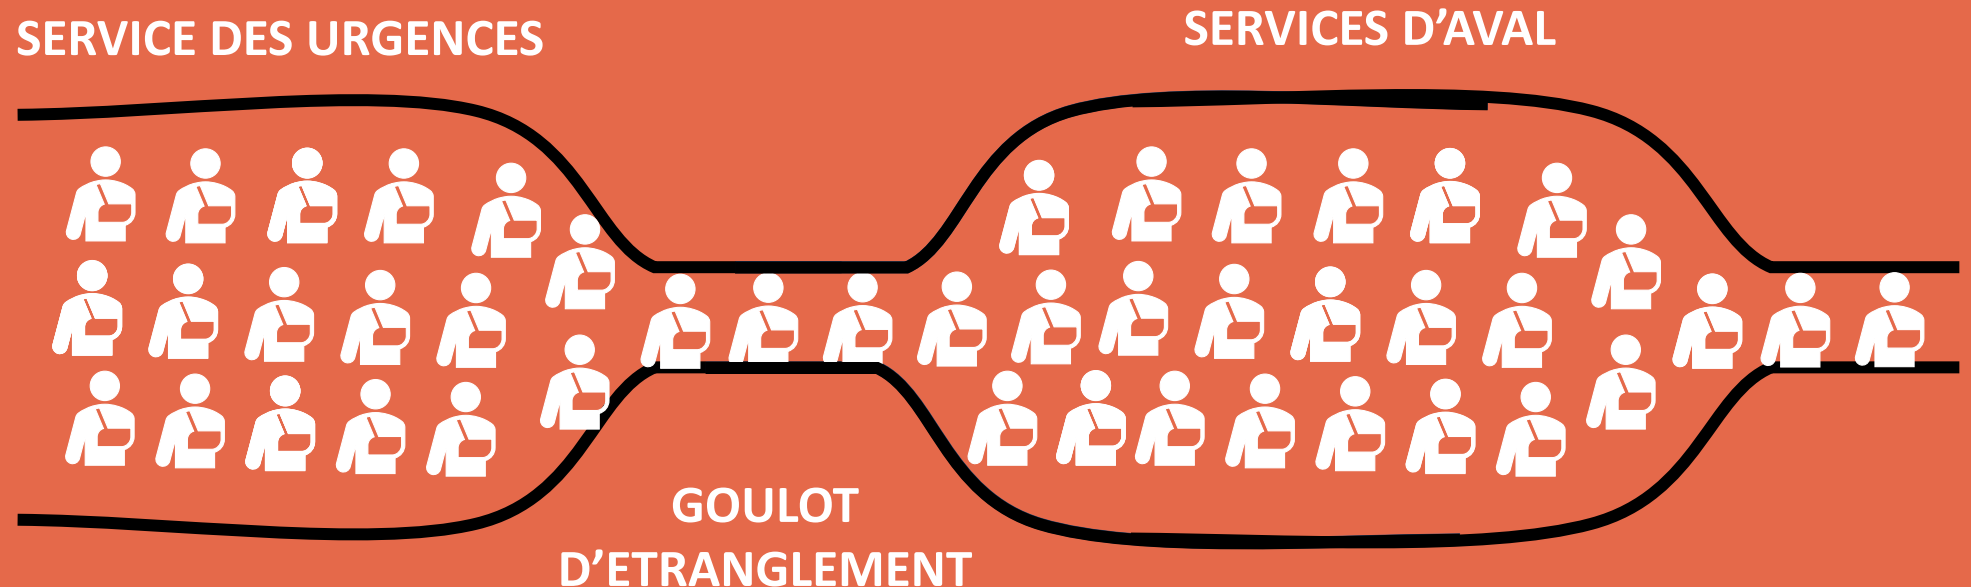 SERVICE DES URGENCES
SERVICES D’AVAL
GOULOT
D’ETRANGLEMENT